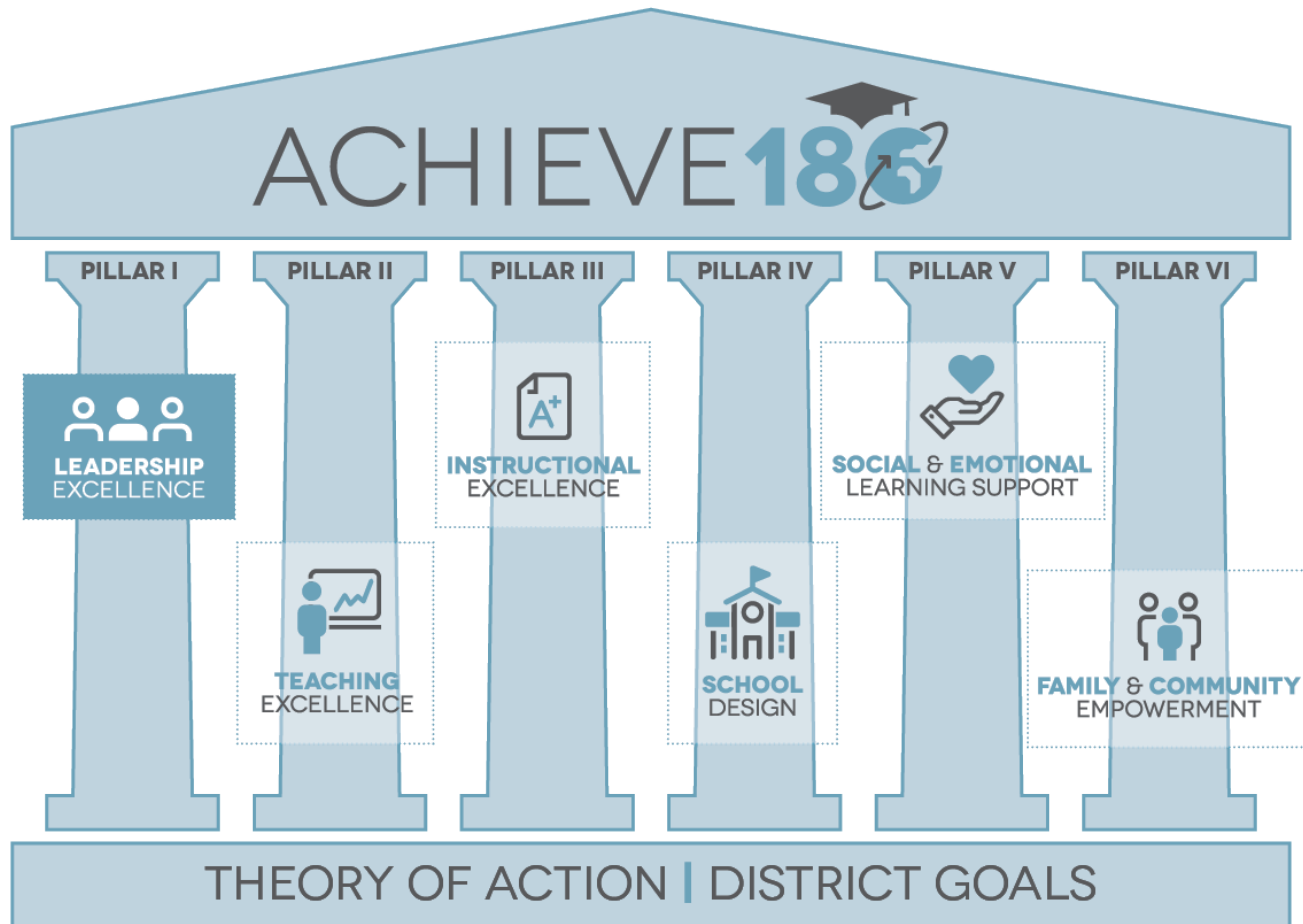 ACHIEVE180
PILLAR I
PILLAR II
PILLAR III
PILLAR IV
PILLAR V
PILLAR VI
LEADERSHIP
EXCELLENCE
TEACHING
EXCELLENCE
A+
INSTRUCTIONAL
EXCELLENCE
SCHOOL
DESIGN
SOCIAL & EMOTIONAL
LEARNING SUPPORT
FAMILY & COMMUNITY
EMPOWERMENT
THEORY OF ACTION | DISTRICT GOALS